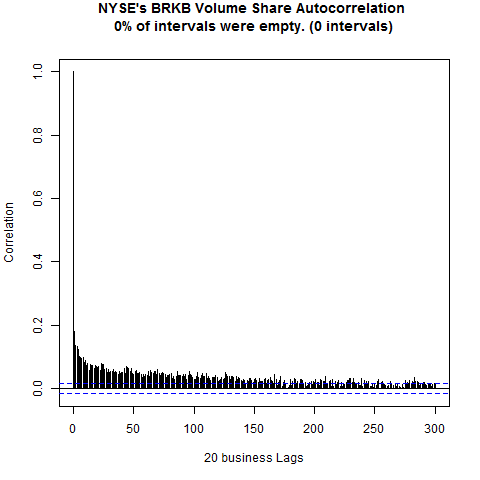 NYSE's BRKB Volume Share Autocorrelation
0% of intervals were empty. (0 intervals)
Correlation
1.0
0.8
0.6
0.4
0.2
0.0
0 50 100 150 200 250 300
20 business Lags